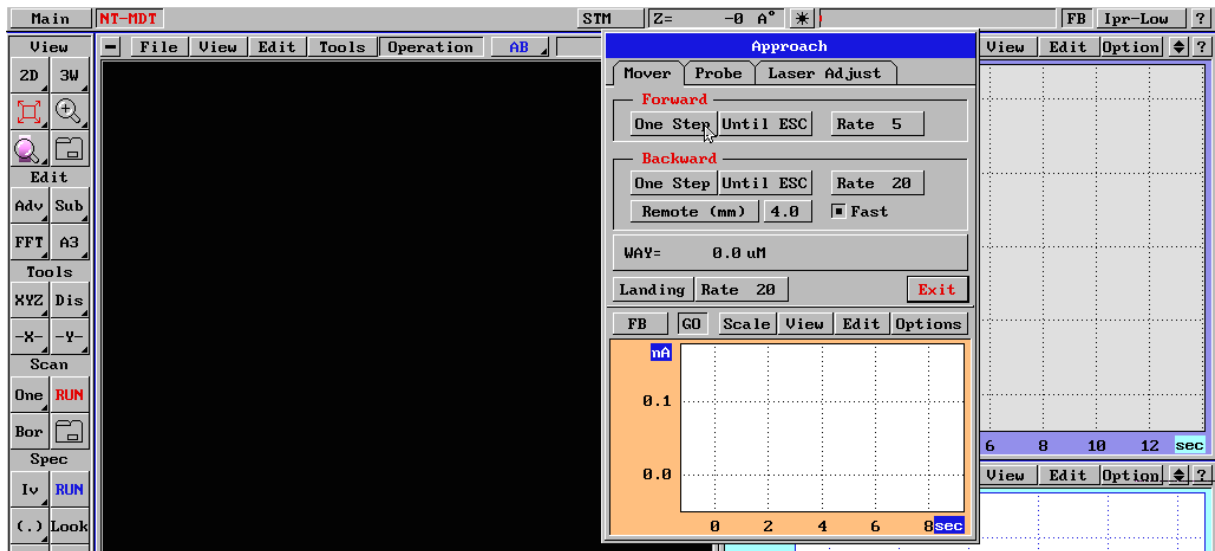 Main NT-MDT STM Z= -0 A° FB Ipr-Low ?
View File View Edit Tools Operation AB Approach View Edit Option ?
2D 3W Mover Probe Laser Adjust
Forward
One Step Until ESC Rate 5
Backward
Edit One Step Until ESC Rate 20
Adv Sub Remote (mm) 4.0 Fast
FFT A3 WAY= 0.0 uM
Tools
XYZ Dis Landing Rate 20 Exit
-X- -Y- FB GO Scale View Edit Options
Scan nA
One RUN 0.1
Bor
6 8 10 12 sec
Spec 0.0 View Edit Option ?
Iv RUN
(.) Look 0 2 4 6 8 sec